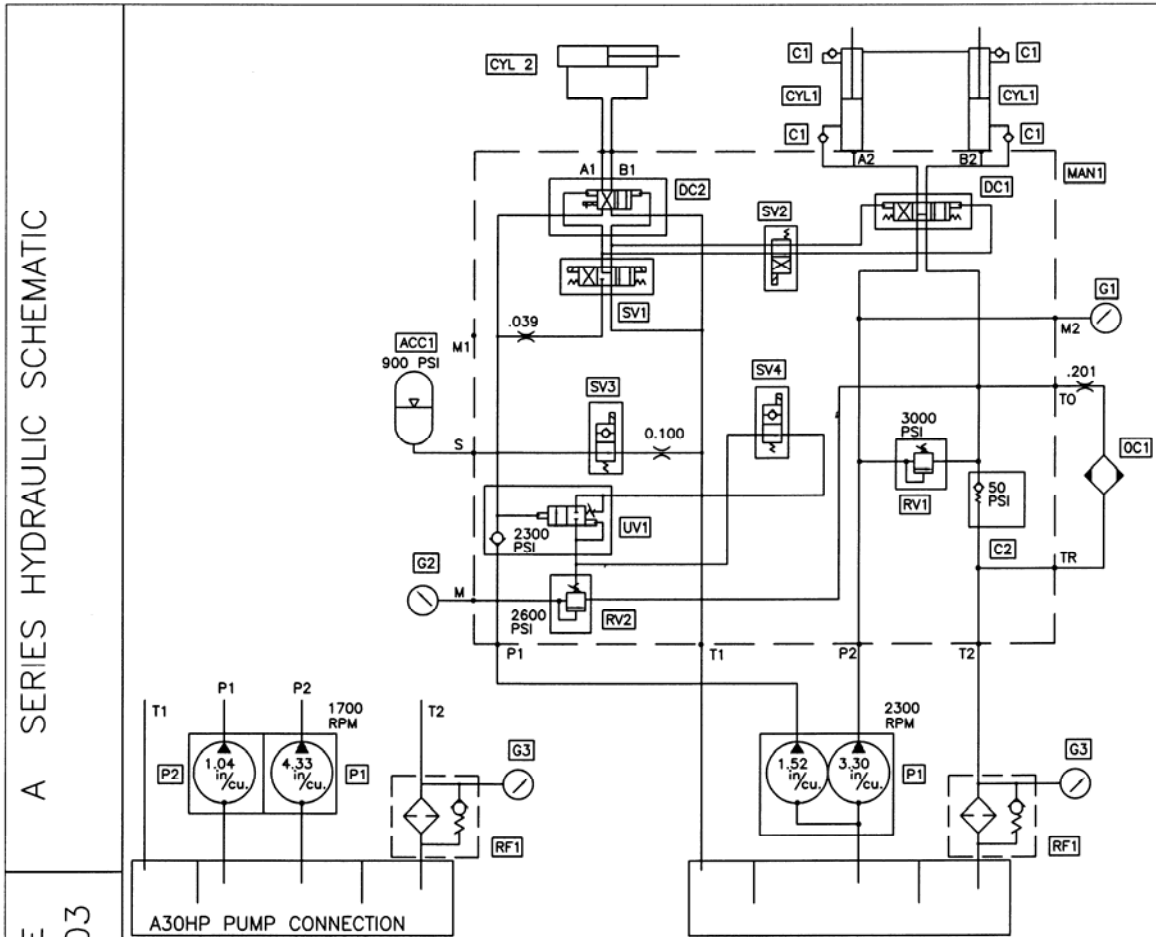 A SERIES HYDRAULIC SCHEMATIC
03
CYL 2
C1
C1
CYL1
CYL1
C1
C1
A1
B1
A2
B2
DC2
DC1
MAN1
SV2
SV1
G1
M2
.039
M1
ACC1
900 PSI
SV3
SV4
.201
TO
S
0.100
3000
PSI
RV1
OC1
50
PSI
UV1
2300
PSI
C2
TR
G2
M
2600
PSI
RV2
P1
T1
P2
T2
T1
P1
P2
1700
RPM
T2
G3
P2
1.04
in/
cu.
4.33
in/
cu.
P1
RF1
2300
RPM
1.52
in/
cu.
3.30
in/
cu.
P1
G3
RF1
A30HP PUMP CONNECTION